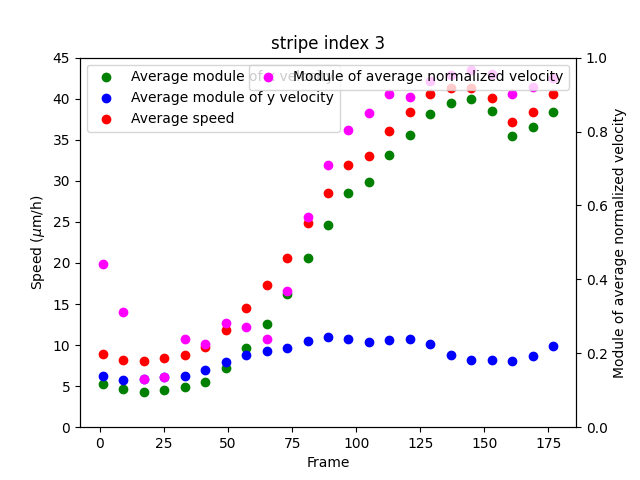 stripe index 3
Average module of x velocity
Average module of y velocity
Average speed
Module of average normalized velocity
Speed (μm/h)
Module of average normalized velocity
45
40
35
30
25
20
15
10
5
0
1.0
0.8
0.6
0.4
0.2
0.0
0 25 50 75 100 125 150 175
Frame